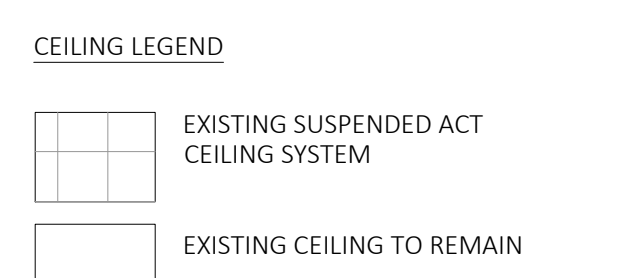 CEILING LEGEND
EXISTING SUSPENDED ACT
CEILING SYSTEM
EXISTING CEILING TO REMAIN